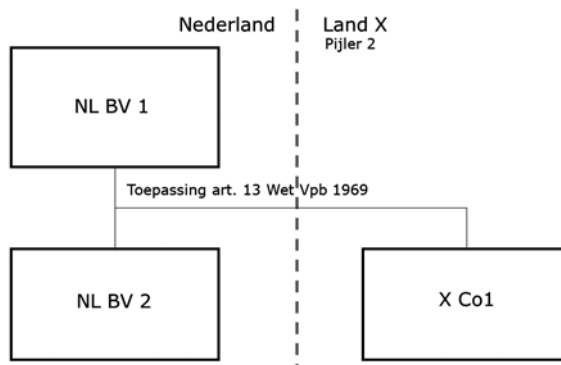 Nederland
Land X
Pijler 2
NL BV 1
Toepassing art. 13 Wet Vpb 1969
NL BV 2
X Co1